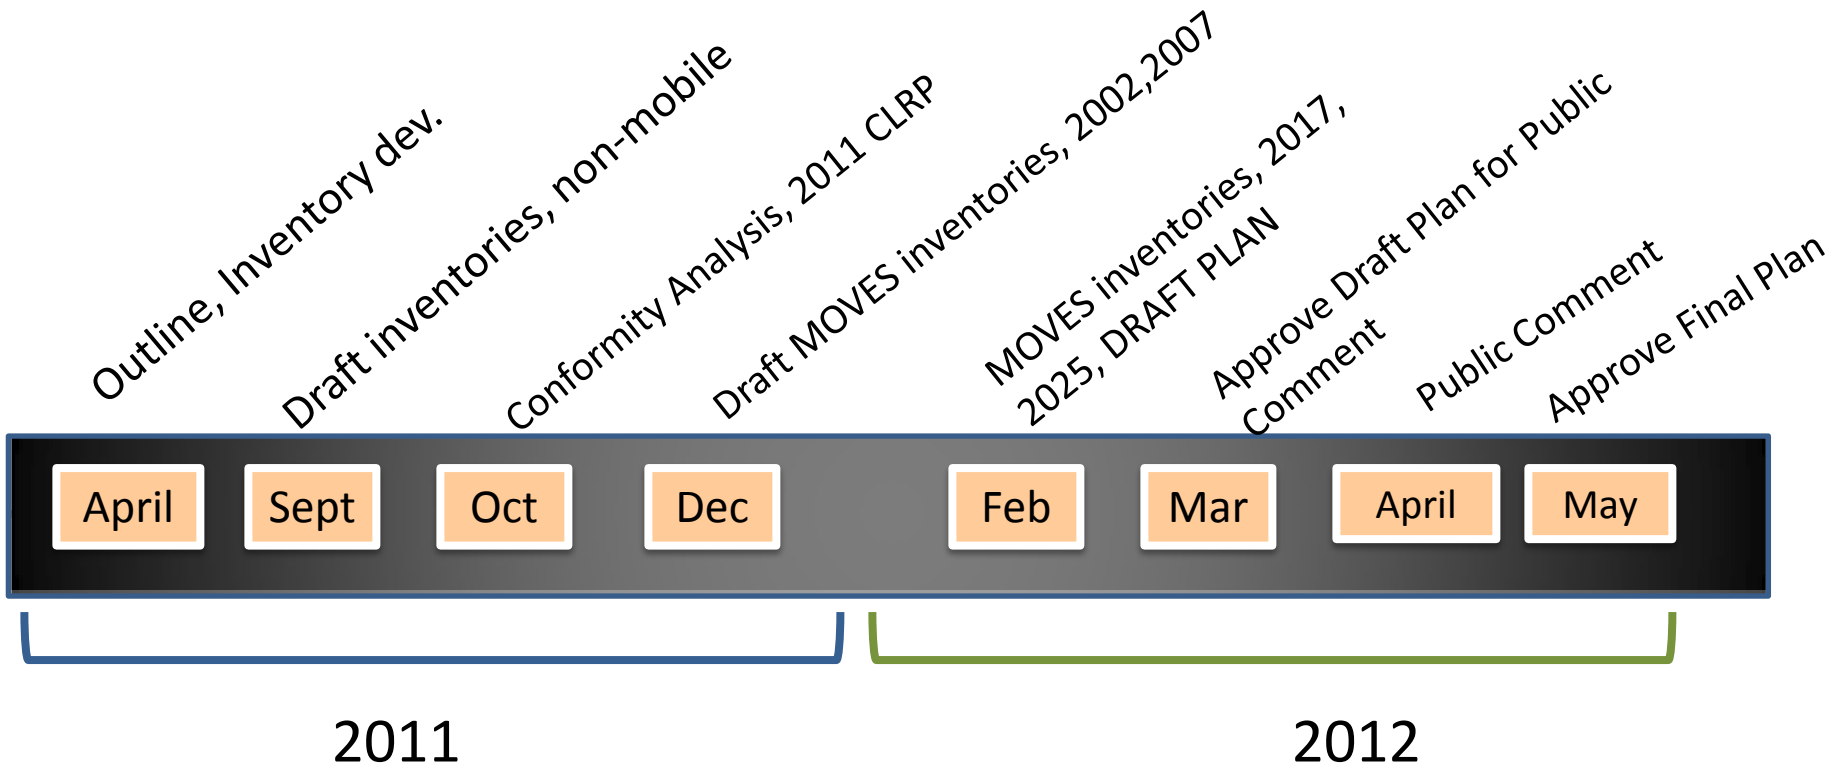 Outline, Inventory dev.
Draft inventories, non-mobile
Conformity Analysis, 2011 CLRP
Draft MOVES inventories, 2002,2007
MOVES inventories, 2017,
2025, DRAFT PLAN
Approve Draft Plan for Public
Comment
Public Comment
Approve Final Plan
April
Sept
Oct
Dec
Feb
Mar
April
May
2011
2012